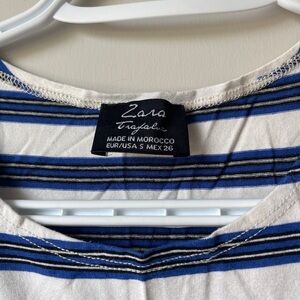 Zara
Trafaluc
MADE IN MOROCCO
EUR/USA S MEX 26